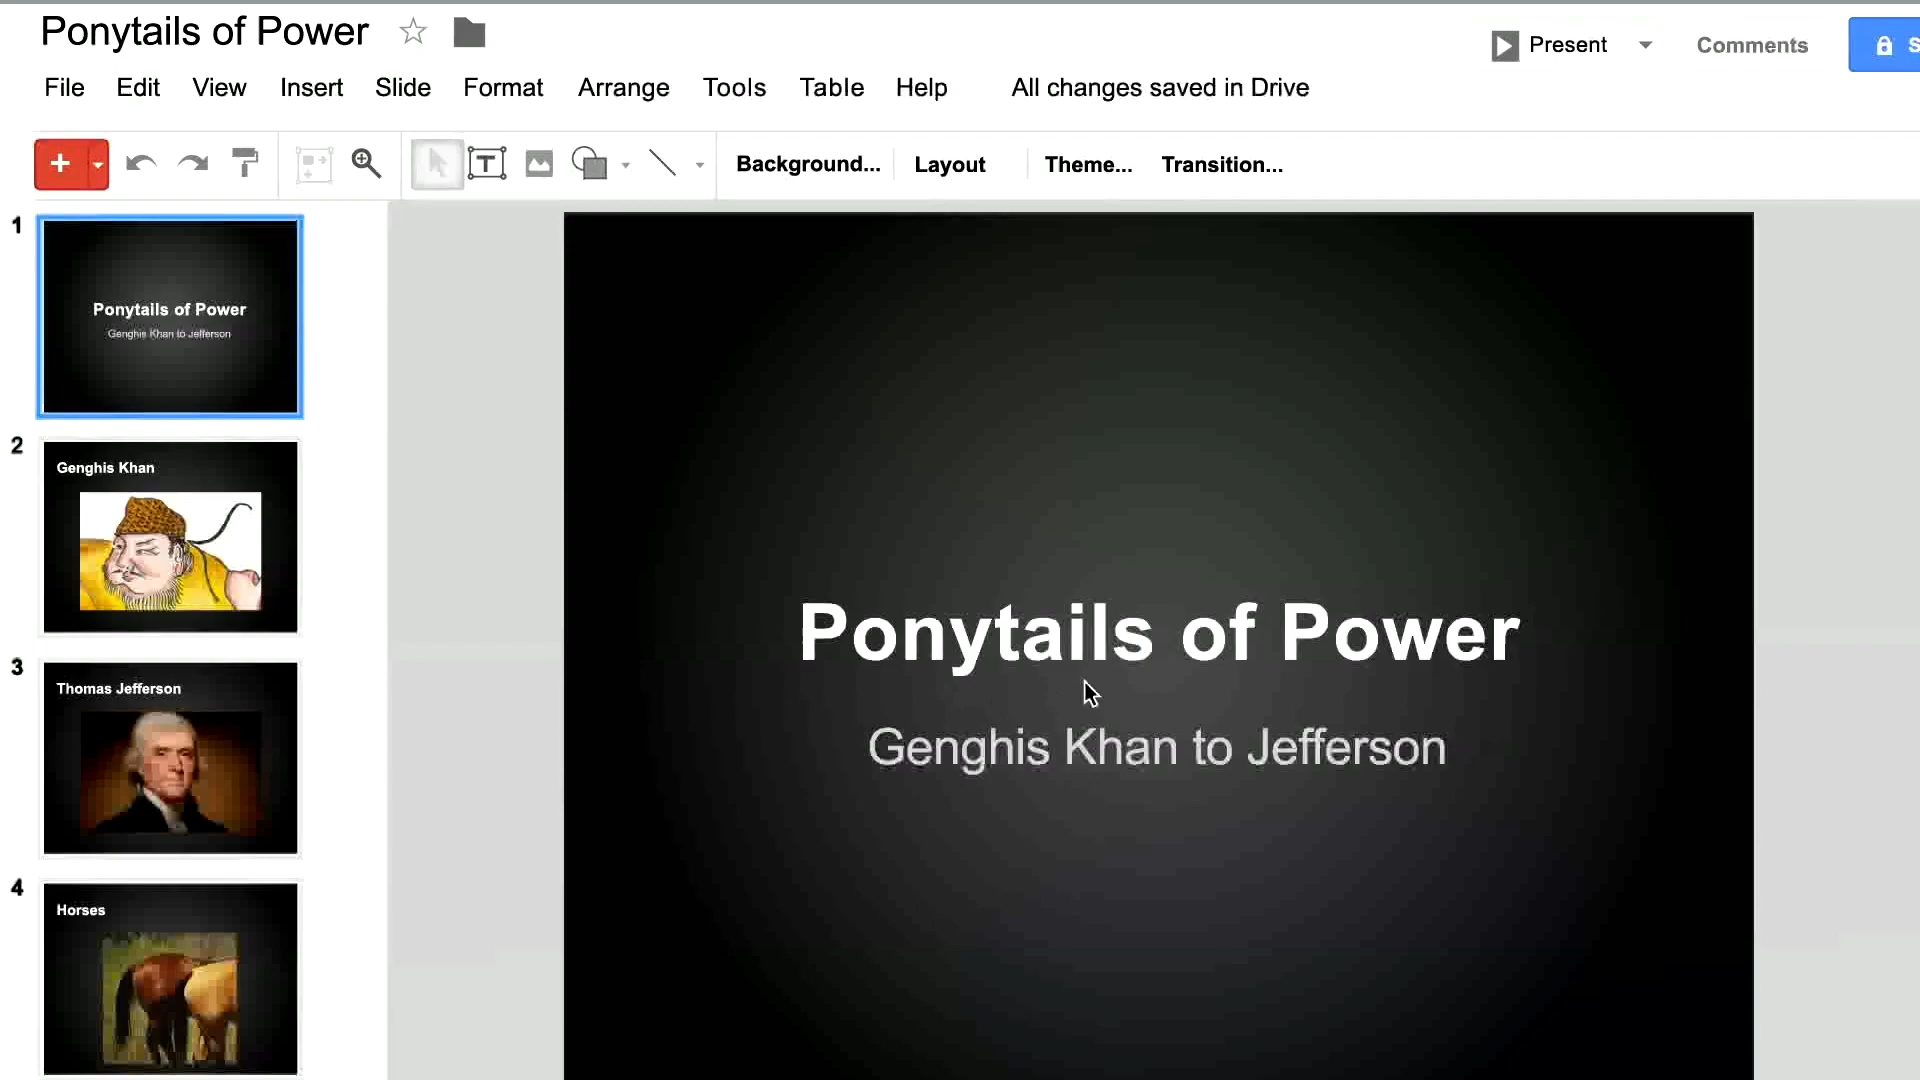 Ponytails of Power
Present
Comments
File Edit View Insert Slide Format Arrange Tools Table Help All changes saved in Drive
Background... Layout Theme... Transition...
1
Ponytails of Power
Genghis Khan to Jefferson
2
Genghis Khan
3
Thomas Jefferson
4
Horses
Ponytails of Power
Genghis Khan to Jefferson